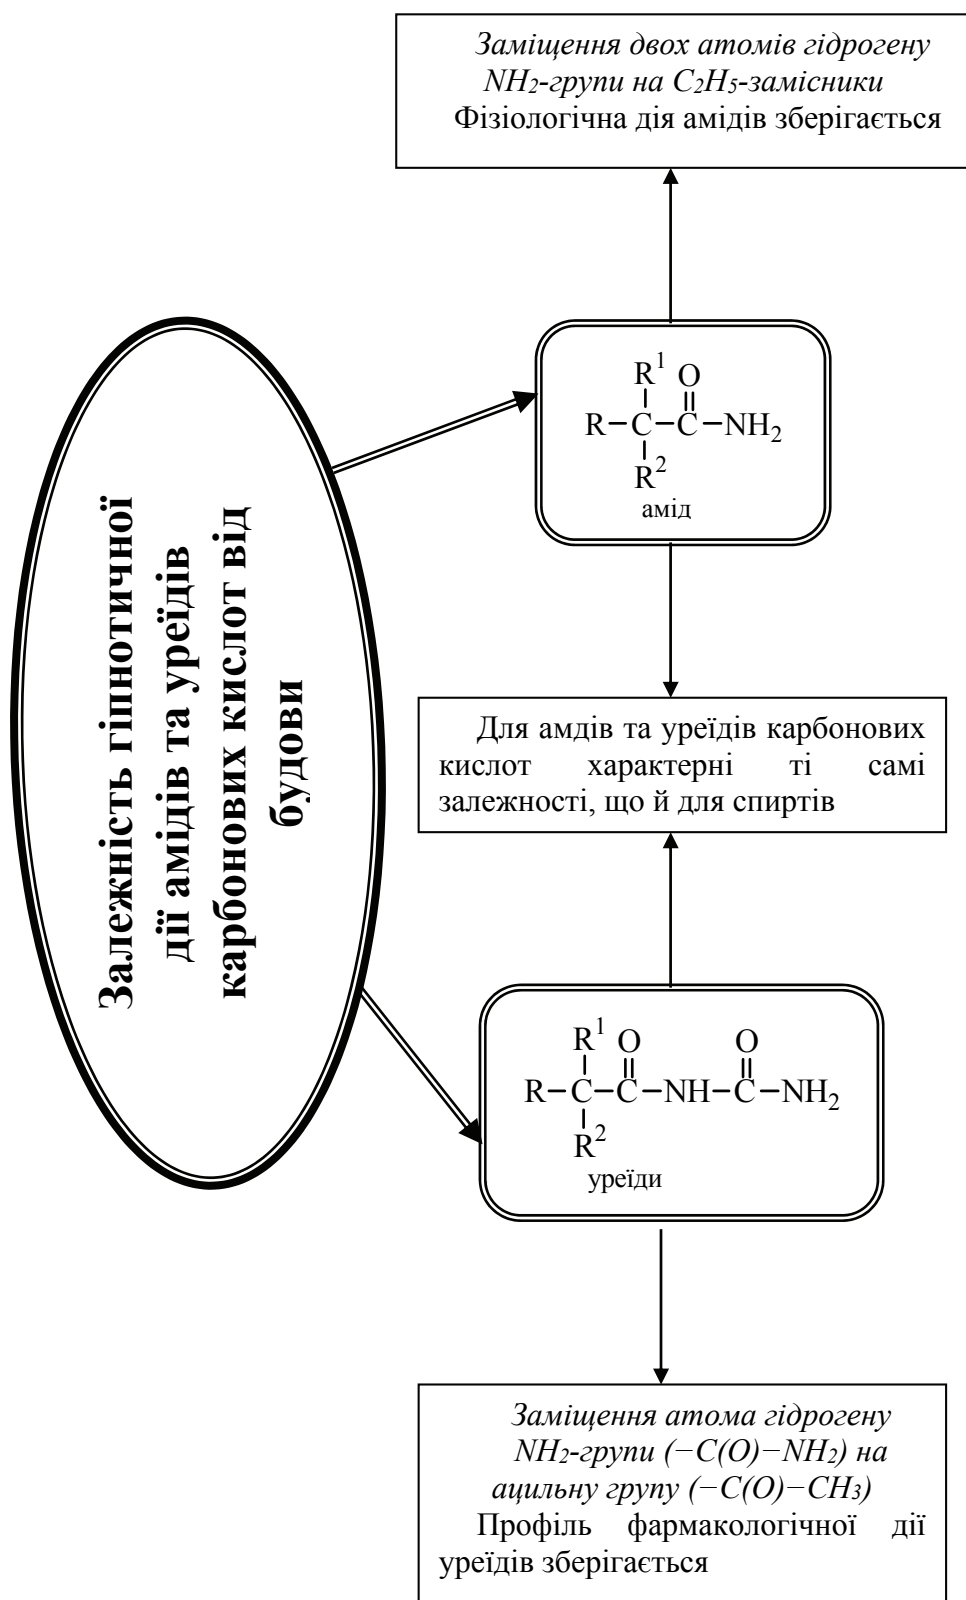 Заміщення двох атомів гідрогену
NH2-групи на C2H5-замісники
Фізіологічна дія амідів зберігається
R1 O
R–C–C–NH2
R2
амід
Залежність гіпнотичної
дії амідів та уреїдів
карбонових кислот від
будови
Для амдів та уреїдів карбонових
кислот характерні ті самі
залежності, що й для спиртів
R1 O O
R–C–C–NH–C–NH2
R2
уреїди
Заміщення атома гідрогену
NH2-групи (−C(O)−NH2) на
ацильну групу (−C(O)−CH3)
Профіль фармакологічної дії
уреїдів зберігається